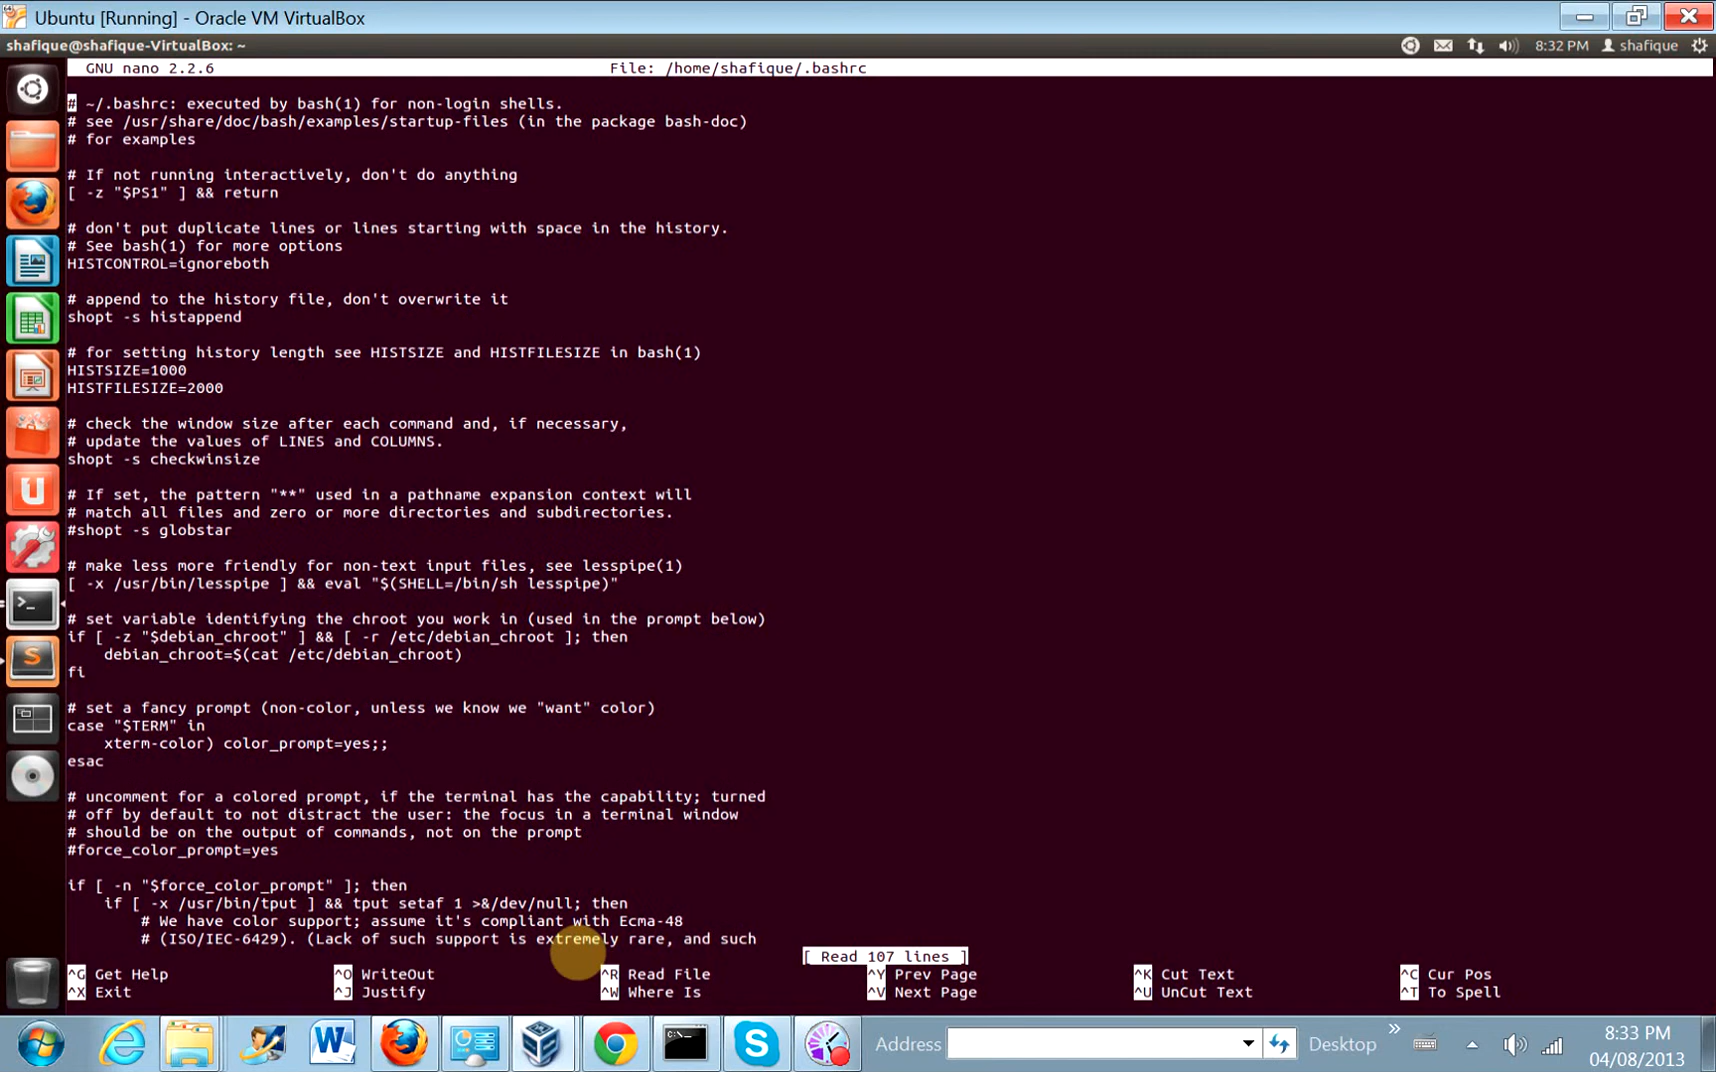 Ubuntu [Running] - Oracle VM VirtualBox
shafique@shafique-VirtualBox: ~
8:32 PM
shafique
GNU nano 2.2.6
File: /home/shafique/.bashrc
# ~/.bashrc: executed by bash(1) for non-login shells.
# see /usr/share/doc/bash/examples/startup-files (in the package bash-doc)
# for examples
# If not running interactively, don't do anything
[ -z "$PS1" ] && return
# don't put duplicate lines or lines starting with space in the history.
# See bash(1) for more options
HISTCONTROL=ignoreboth
# append to the history file, don't overwrite it
shopt -s histappend
# for setting history length see HISTSIZE and HISTFILESIZE in bash(1)
HISTSIZE=1000
HISTFILESIZE=2000
# check the window size after each command and, if necessary,
# update the values of LINES and COLUMNS.
shopt -s checkwinsize
# If set, the pattern "**" used in a pathname expansion context will
# match all files and zero or more directories and subdirectories.
#shopt -s globstar
# make less more friendly for non-text input files, see lesspipe(1)
[ -x /usr/bin/lesspipe ] && eval "$(SHELL=/bin/sh lesspipe)"
# set variable identifying the chroot you work in (used in the prompt below)
if [ -z "$debian_chroot" ] && [ -r /etc/debian_chroot ]; then
    debian_chroot=$(cat /etc/debian_chroot)
fi
# set a fancy prompt (non-color, unless we know we "want" color)
case "$TERM" in
    xterm-color) color_prompt=yes;;
esac
# uncomment for a colored prompt, if the terminal has the capability; turned
# off by default to not distract the user: the focus in a terminal window
# should be on the output of commands, not on the prompt
#force_color_prompt=yes
if [ -n "$force_color_prompt" ]; then
    if [ -x /usr/bin/tput ] && tput setaf 1 >&/dev/null; then
        # We have color support; assume it's compliant with Ecma-48
        # (ISO/IEC-6429). (Lack of such support is extremely rare, and such
[ Read 107 lines ]
^G Get Help ^O WriteOut ^R Read File ^Y Prev Page ^K Cut Text ^C Cur Pos
^X Exit ^J Justify ^W Where Is ^V Next Page ^U UnCut Text ^T To Spell
Address
Desktop
8:33 PM
04/08/2013